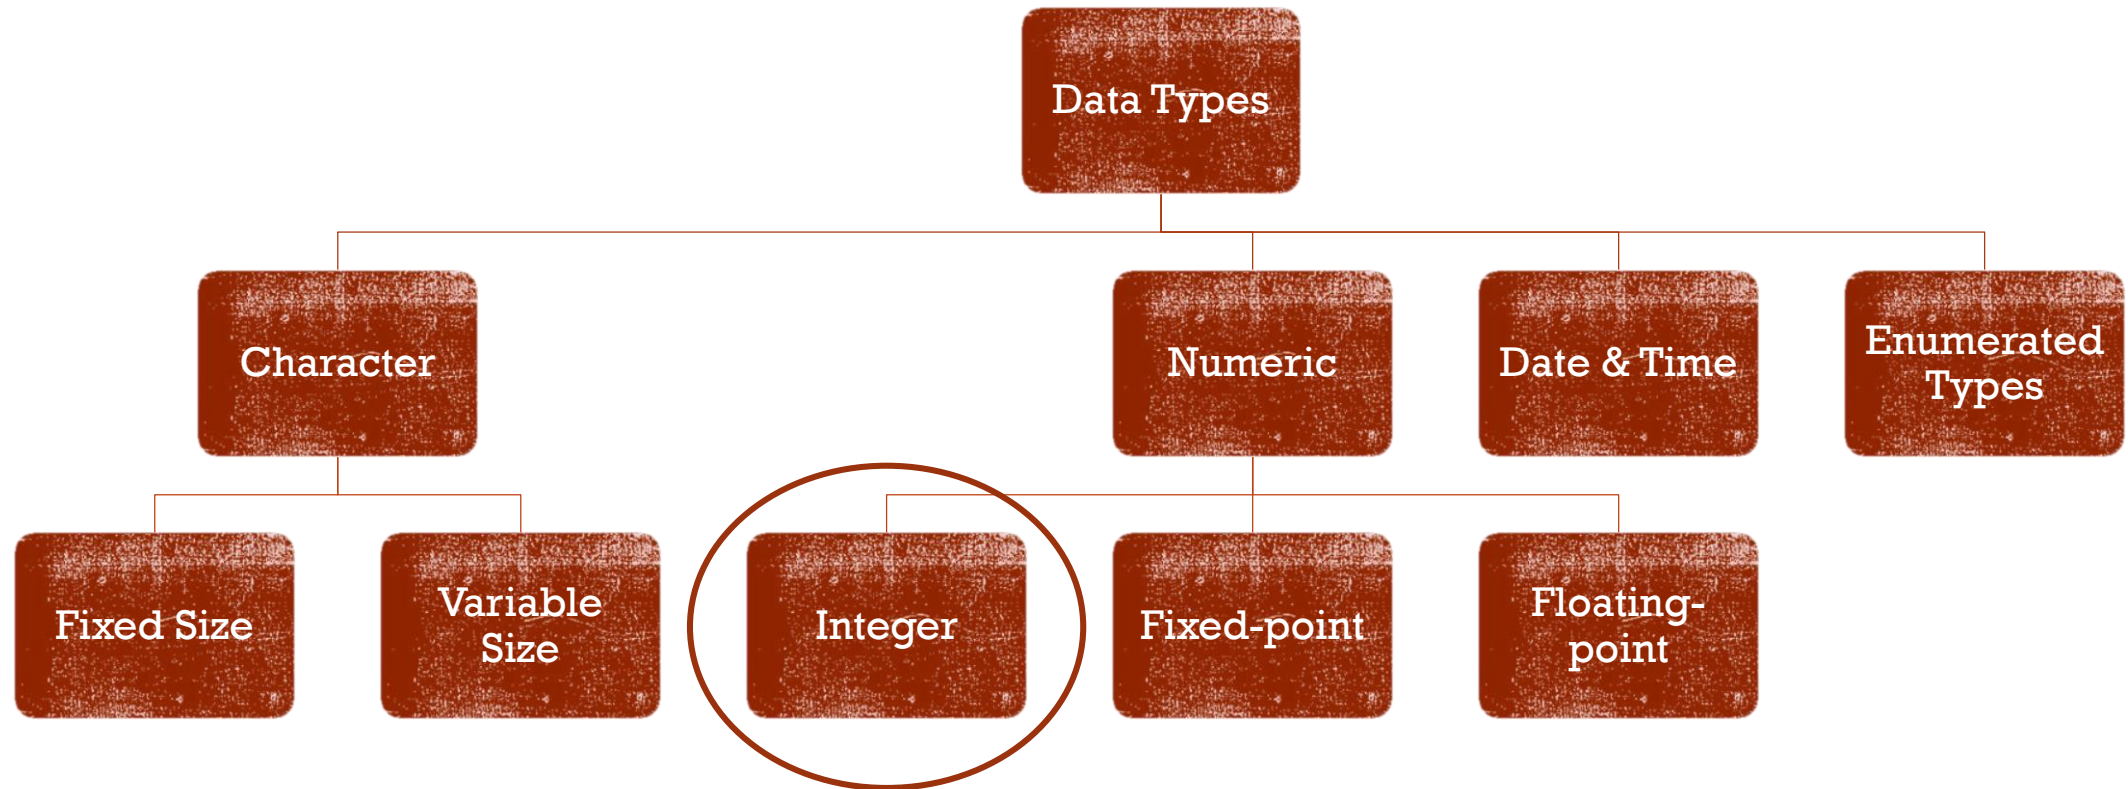 Data Types
Character
Numeric
Date & Time
Enumerated
Types
Fixed Size
Variable
Size
Integer
Fixed-point
Floating-
point